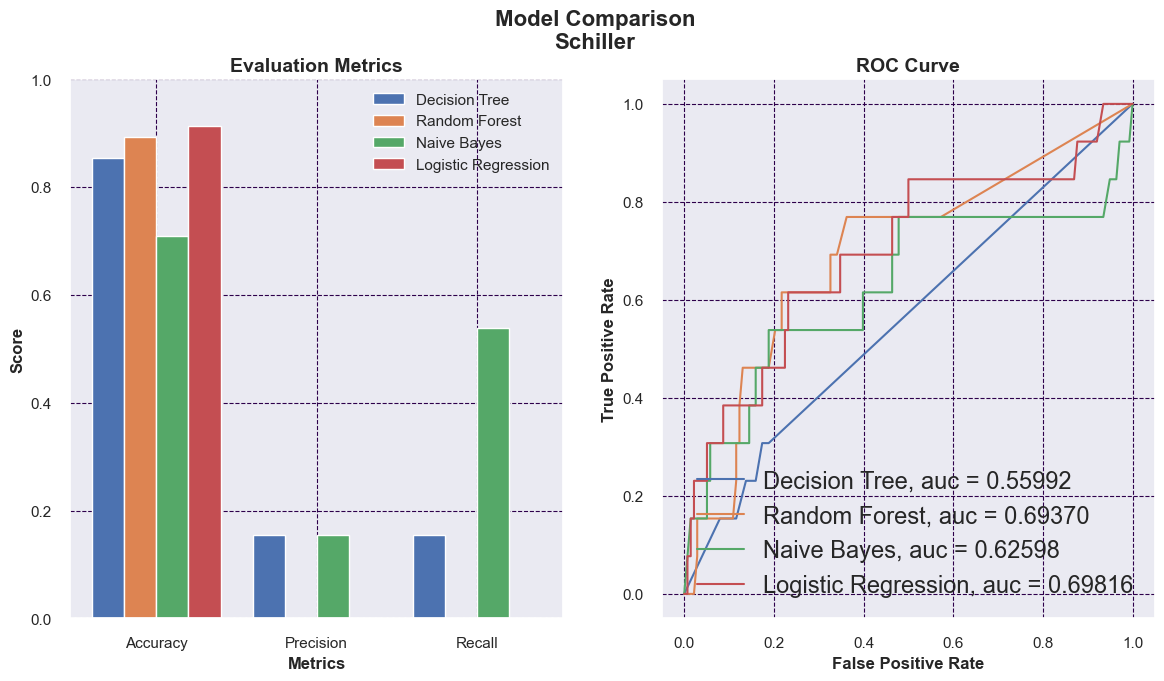 Model Comparison
Schiller
Evaluation Metrics
1.0
0.8
0.6
0.4
0.2
0.0
Score
Accuracy
Precision
Recall
Metrics
Decision Tree
Random Forest
Naive Bayes
Logistic Regression
ROC Curve
1.0
0.8
0.6
0.4
0.2
0.0
True Positive Rate
Decision Tree, auc = 0.55992
Random Forest, auc = 0.69370
Naive Bayes, auc = 0.62598
Logistic Regression, auc = 0.69816
0.0
0.2
0.4
0.6
0.8
1.0
False Positive Rate